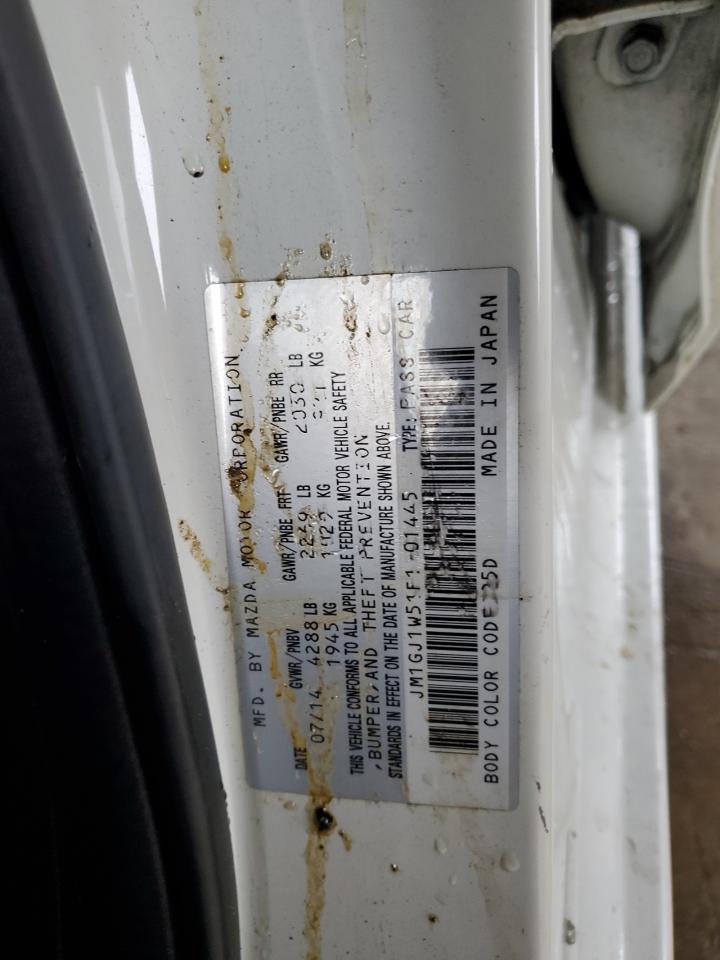 MFD. BY MAZDA MOTOR CORPORATION
DATE GVWR/PNBV GAWR/PNBE FRT GAWR/PNBE RR
07/14 4288 LB 2249 LB 2030 LB
1945 KG KG KG
THIS VEHICLE CONFORMS TO ALL APPLICABLE FEDERAL MOTOR VEHICLE SAFETY
, BUMPER, AND THEFT PREVENTION
STANDARDS IN EFFECT ON THE DATE OF MANUFACTURE SHOWN ABOVE.
JM1GJ1W51F1 01445 TYPE: PASS CAR
BODY COLOR CODE 25D MADE IN JAPAN